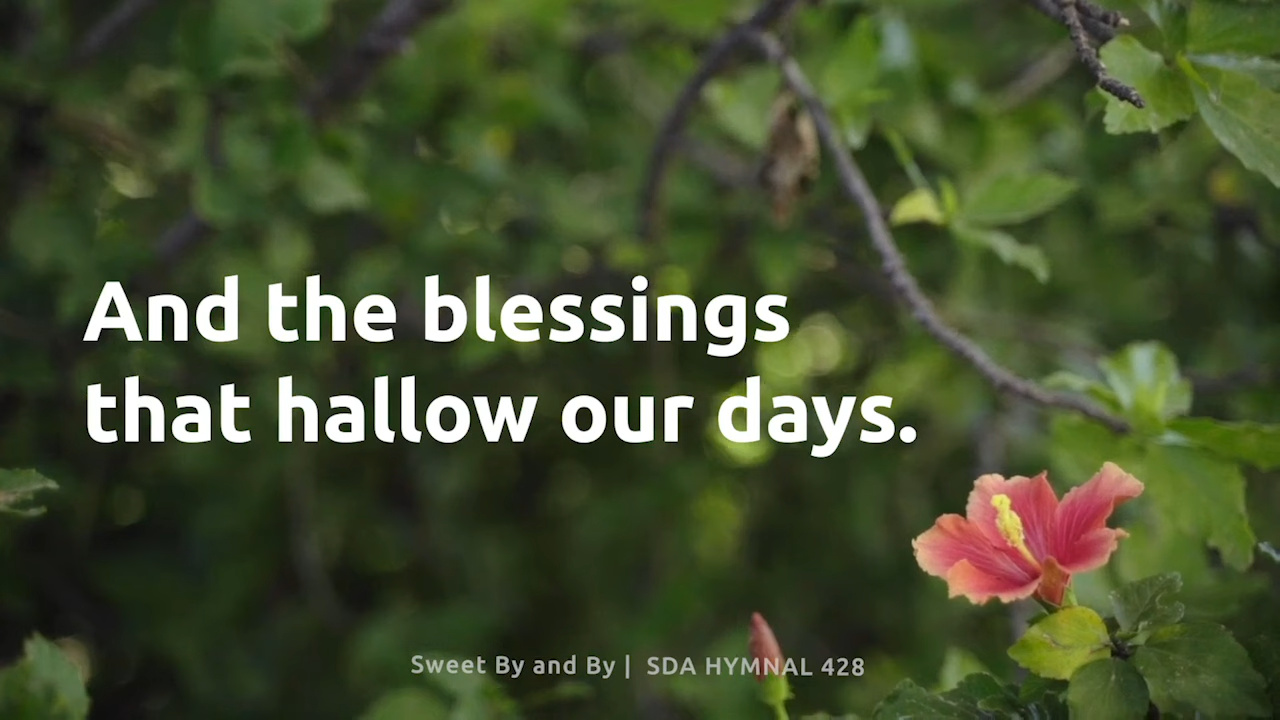 And the blessings
that hallow our days.
Sweet By and By | SDA HYMNAL 428